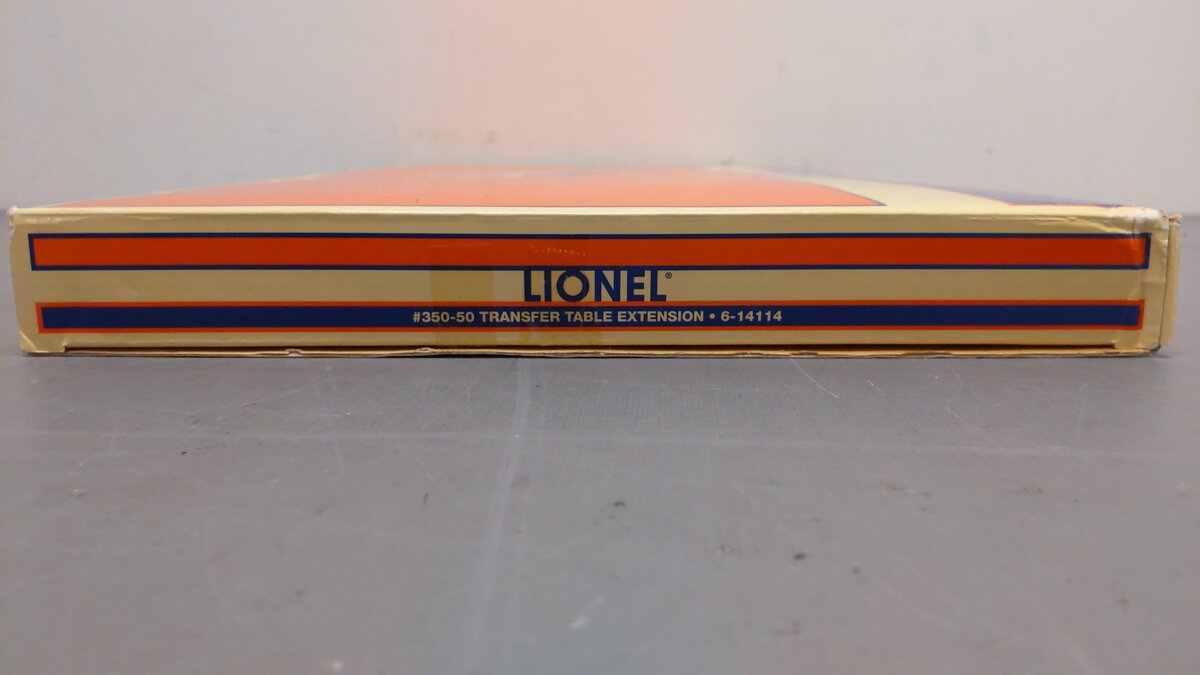 LIONEL®
#350-50 TRANSFER TABLE EXTENSION • 6-14114